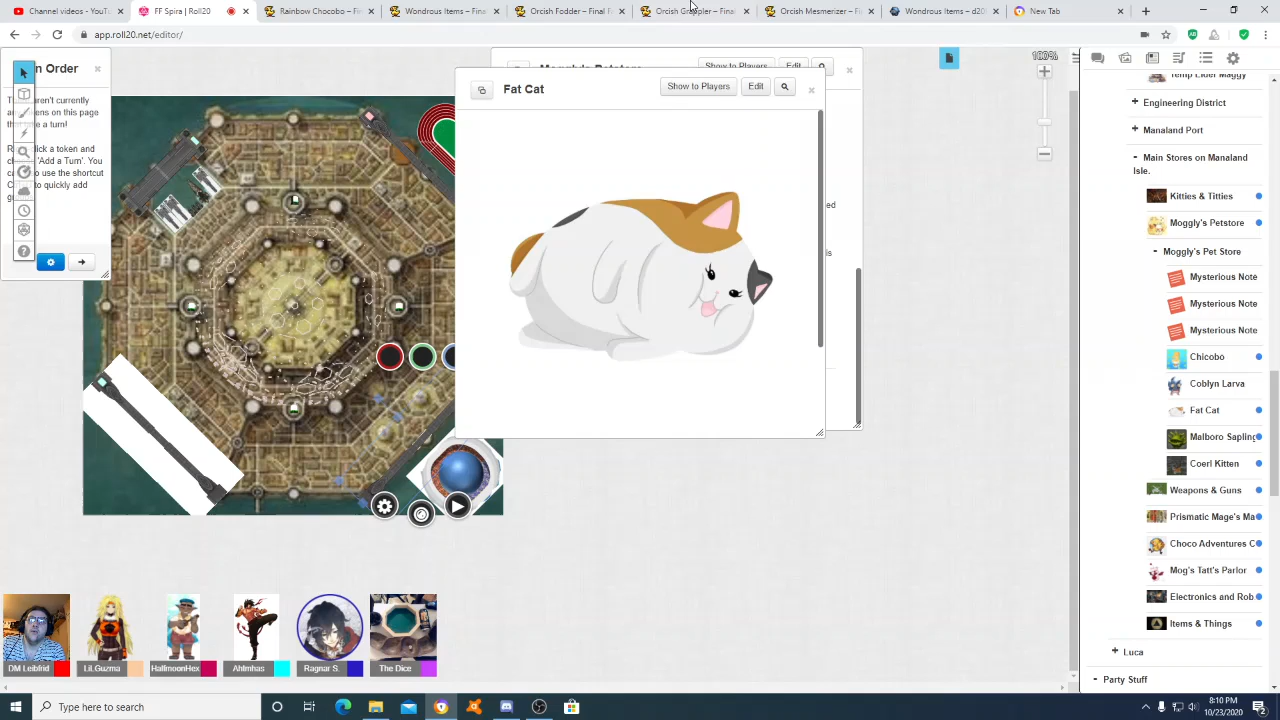 Channel videos - YouTu
FF Spira | Roll20
Rainbow Chocobo – Fi
Wondrous Items – Fina
Orcish Fodder – Final F
Orcish Grappler – Fina
Orcish Mesmerizer – Fi
Wondrous Items – d20
New Tab
app.roll20.net/editor/
n Order
Show to Players
Edit
100%
Fat Cat
Show to Players
Edit
Engineering District
Manaland Port
Main Stores on Manaland
Isle.
Kitties & Titties
Moggly's Petstore
Moggly's Pet Store
Mysterious Note
Mysterious Note
Mysterious Note
Chicobo
Coblyn Larva
Fat Cat
Malboro Sapling
Coerl Kitten
Weapons & Guns
Prismatic Mage's Ma
Choco Adventures C
Mog's Tatt's Parlor
Electronics and Rob
Items & Things
Luca
Party Stuff
DM Leibfrid
LiL.Guzma
HalfmoonHex
Ahlmhas
Ragnar S.
The Dice
Type here to search
8:10 PM
10/23/2020